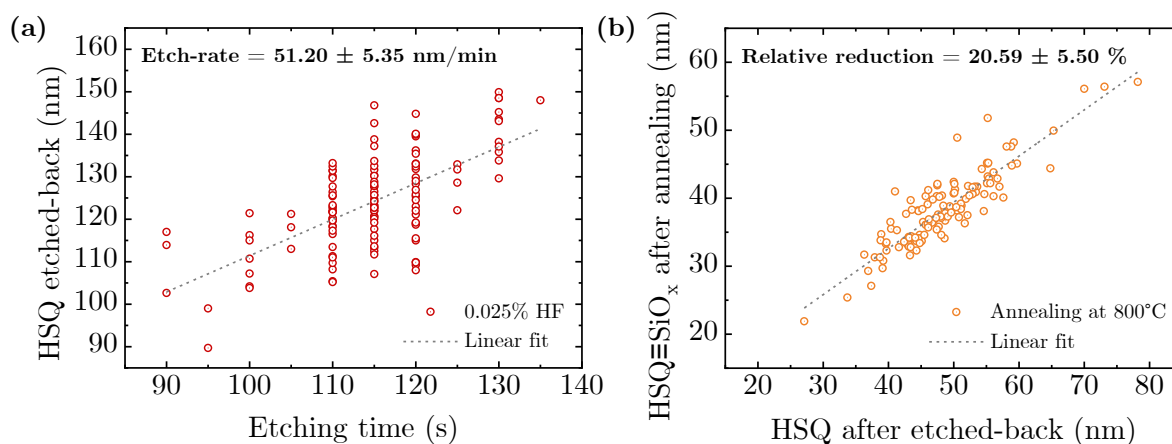 (a)
Etch-rate = 51.20 ± 5.35 nm/min
HSQ etched-back (nm)
160
150
140
130
120
110
100
90
0.025% HF
Linear fit
90 100 110 120 130 140
Etching time (s)
(b)
Relative reduction = 20.59 ± 5.50 %
HSQ≡SiOₓ after annealing (nm)
60
50
40
30
20
Annealing at 800°C
Linear fit
20 30 40 50 60 70 80
HSQ after etched-back (nm)